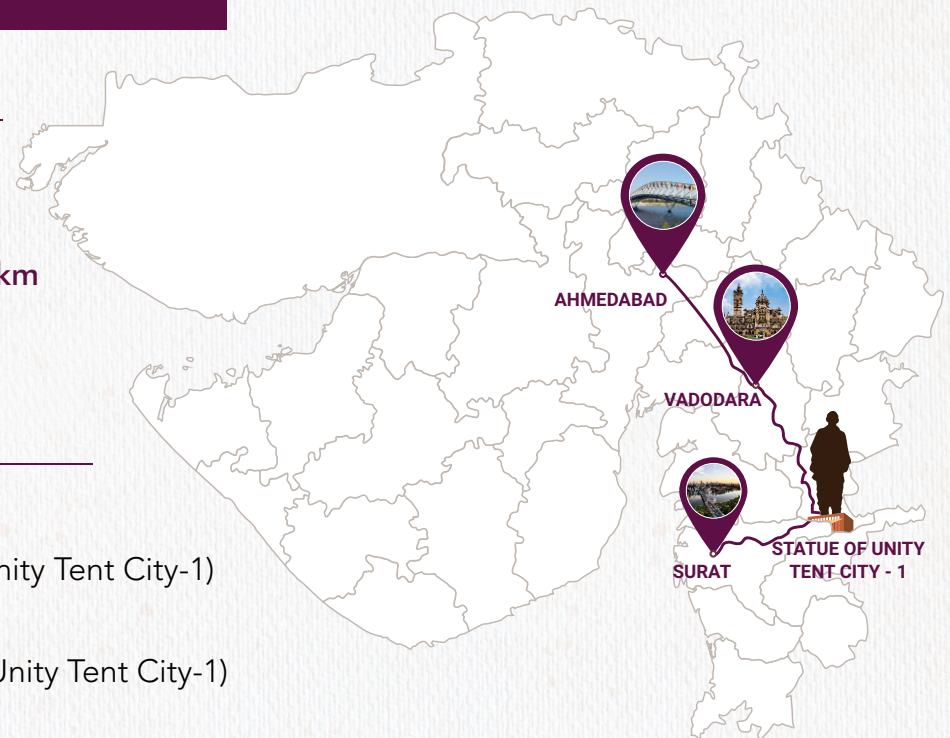 km
AHMEDABAD
VADODARA
STATUE OF UNITY
TENT CITY - 1
SURAT
nity Tent City-1)
Unity Tent City-1)